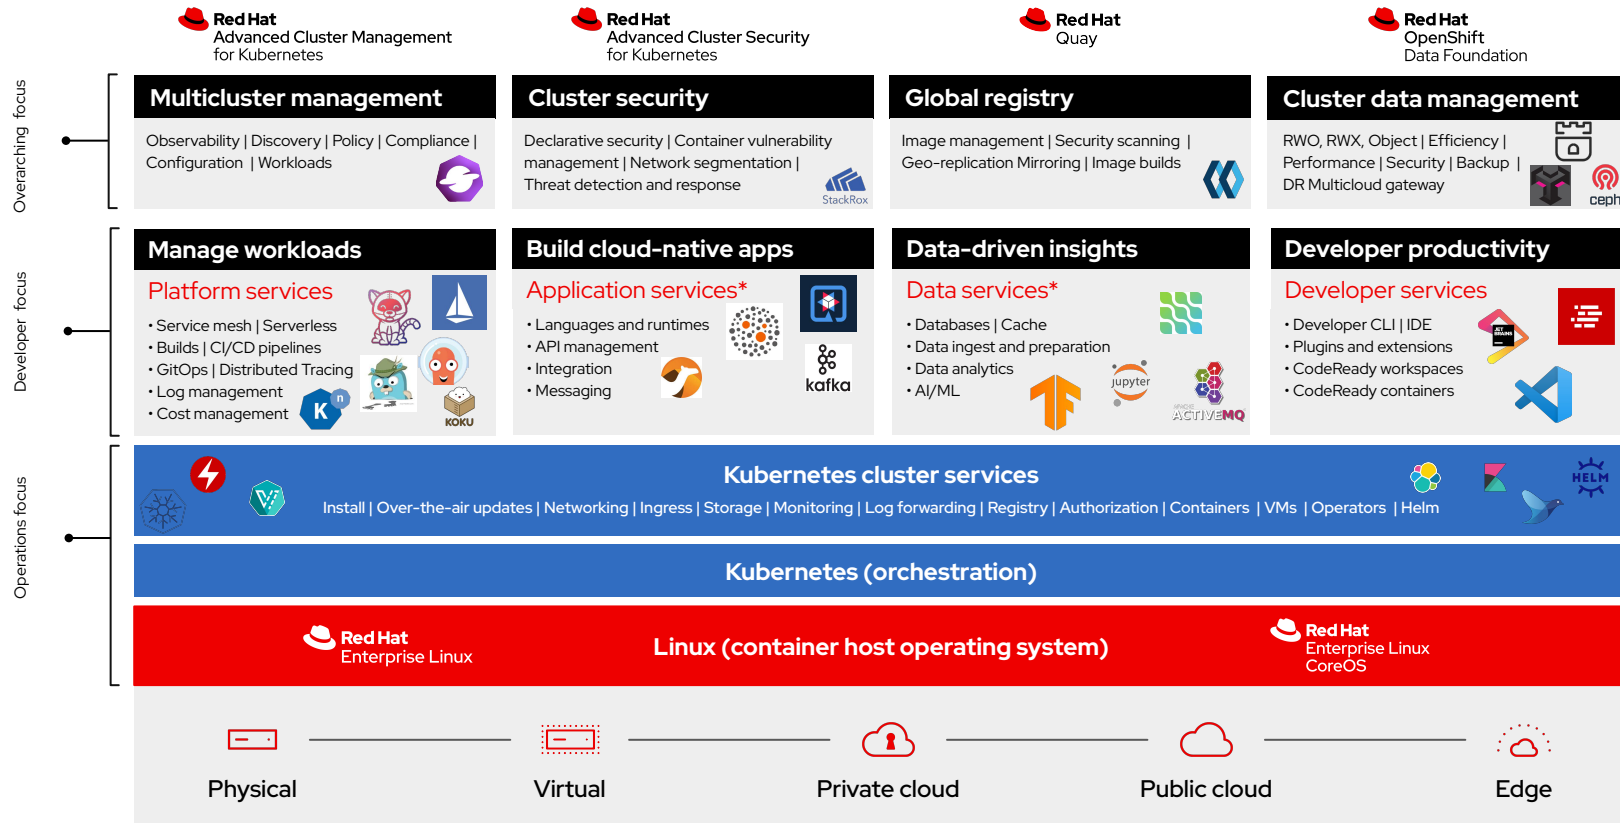 Red Hat
Advanced Cluster Management
for Kubernetes
Red Hat
Advanced Cluster Security
for Kubernetes
Red Hat
Quay
Red Hat
OpenShift
Data Foundation
Overarching focus
Multicluster management
Observability | Discovery | Policy | Compliance |
Configuration | Workloads
Cluster security
Declarative security | Container vulnerability
management | Network segmentation |
Threat detection and response
StackRox
Global registry
Image management | Security scanning |
Geo-replication Mirroring | Image builds
Cluster data management
RWO, RWX, Object | Efficiency |
Performance | Security | Backup |
DR Multicloud gateway
ceph
Developer focus
Manage workloads
Platform services
• Service mesh | Serverless
• Builds | CI/CD pipelines
• GitOps | Distributed Tracing
• Log management
• Cost management
K
n
KOKU
Build cloud-native apps
Application services*
• Languages and runtimes
• API management
• Integration
• Messaging
kafka
Data-driven insights
Data services*
• Databases | Cache
• Data ingest and preparation
• Data analytics
• AI/ML
jupyter
APACHE
ACTIVEMQ
Developer productivity
Developer services
• Developer CLI | IDE
• Plugins and extensions
• CodeReady workspaces
• CodeReady containers
JET
BRAINS
Operations focus
Kubernetes cluster services
Install | Over-the-air updates | Networking | Ingress | Storage | Monitoring | Log forwarding | Registry | Authorization | Containers | VMs | Operators | Helm
HELM
Kubernetes (orchestration)
Red Hat
Enterprise Linux
Linux (container host operating system)
Red Hat
Enterprise Linux
CoreOS
Physical
Virtual
Private cloud
Public cloud
Edge